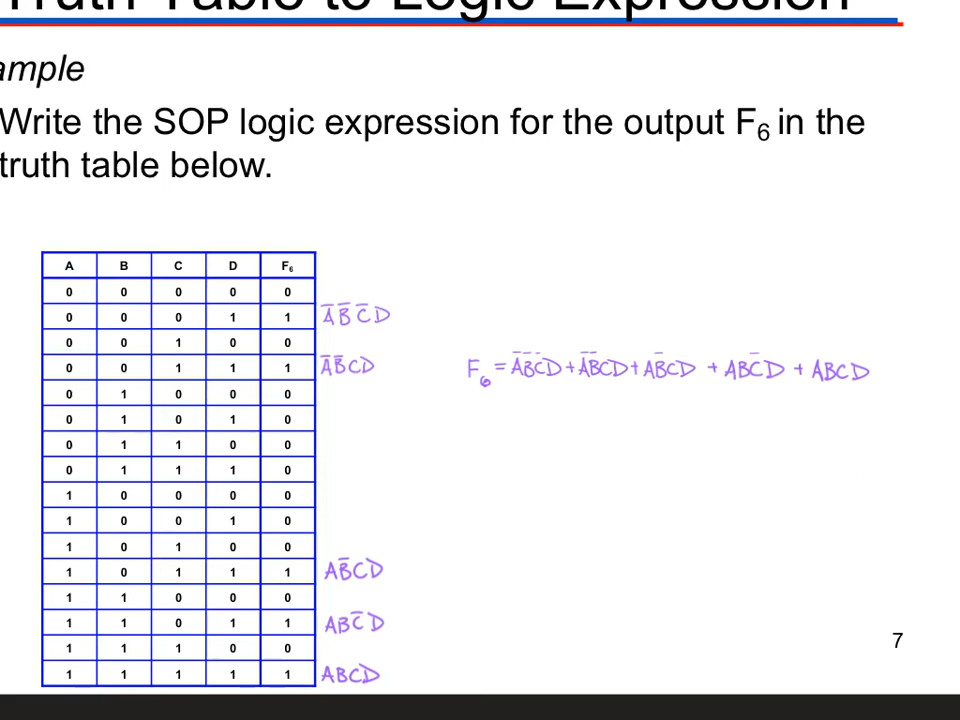 Truth Table to Logic Expression
ample
Write the SOP logic expression for the output F₆ in the
truth table below.
A B C D F₆
0 0 0 0 0
0 0 0 1 1 A̅ B̅ C̅ D
0 0 1 0 0
0 0 1 1 1 A̅B̅CD
F₆ = A̅B̅C̅D + A̅B̅CD + AB̅CD + ABC̅D + ABCD
0 1 0 0 0
0 1 0 1 0
0 1 1 0 0
0 1 1 1 0
1 0 0 0 0
1 0 0 1 0
1 0 1 0 0
1 0 1 1 1 AB̅CD
1 1 0 0 0
1 1 0 1 1 ABC̅D
1 1 1 0 0
1 1 1 1 1 ABCD
7